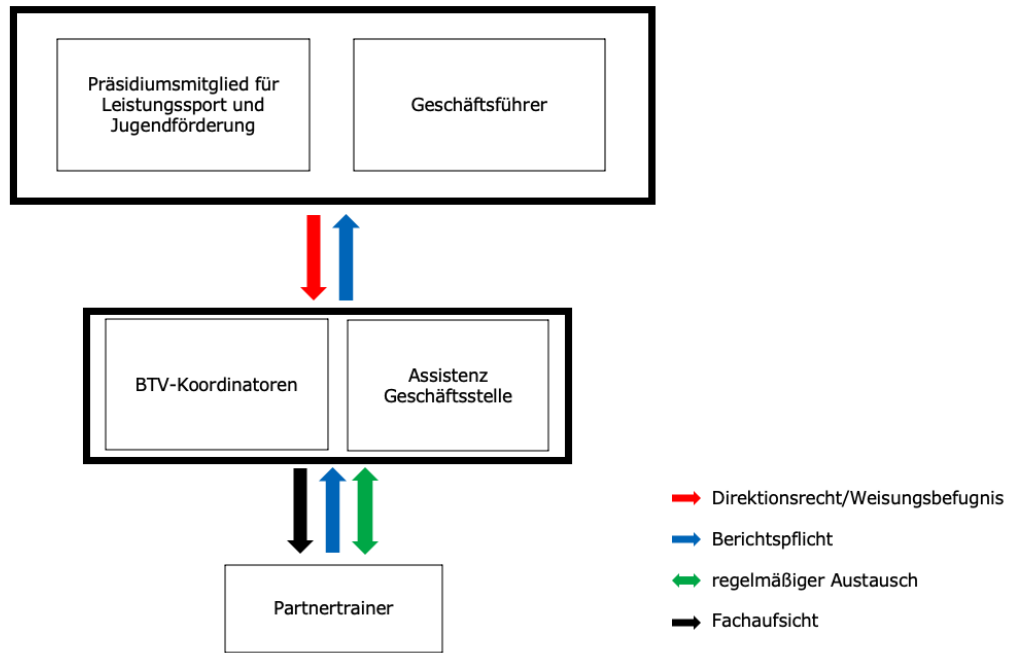 Präsidiumsmitglied für
Leistungssport und
Jugendförderung
Geschäftsführer
BTV-Koordinatoren
Assistenz
Geschäftsstelle
Partnertrainer
Direktionsrecht/Weisungsbefugnis
Berichtspflicht
regelmäßiger Austausch
Fachaufsicht